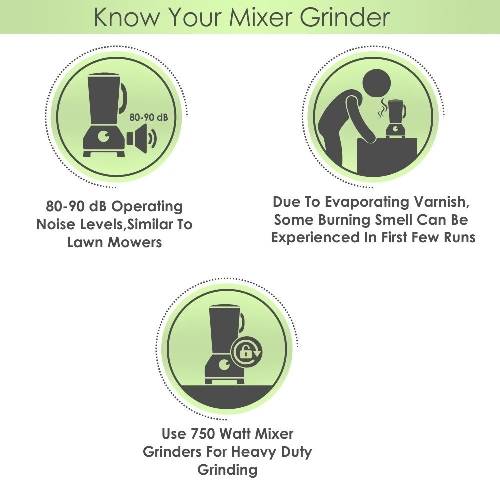 Know Your Mixer Grinder
80-90 dB
80-90 dB Operating
Noise Levels,Similar To
Lawn Mowers
Due To Evaporating Varnish,
Some Burning Smell Can Be
Experienced In First Few Runs
Use 750 Watt Mixer
Grinders For Heavy Duty
Grinding